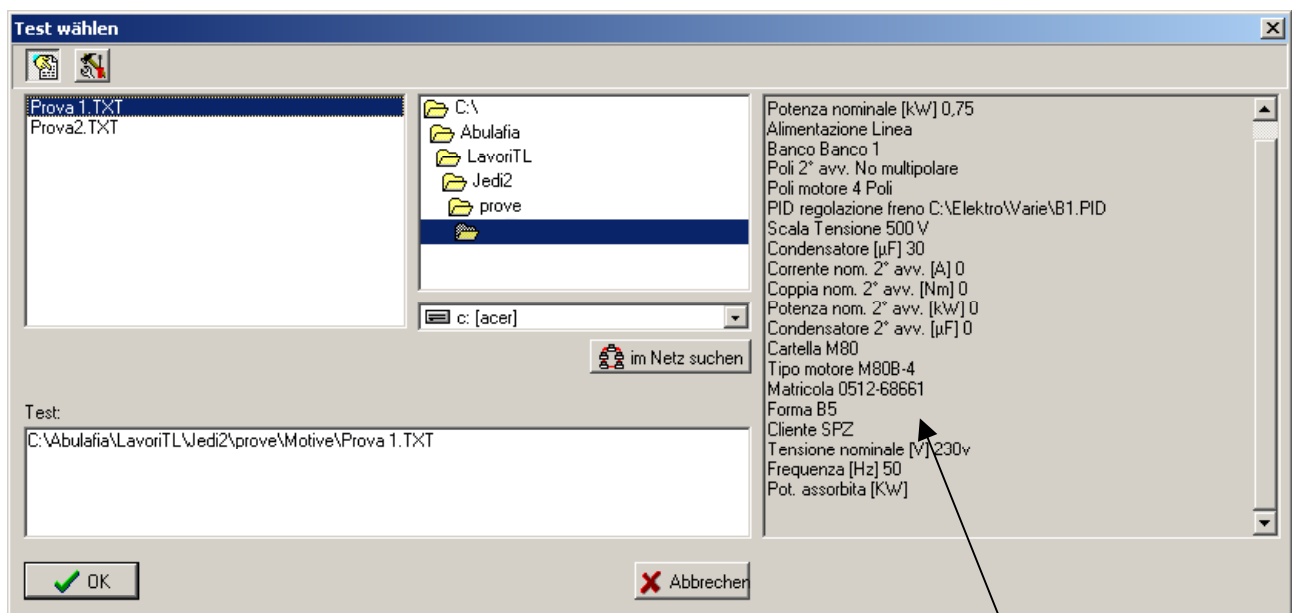 Test wählen
Prova 1.TXT
Prova2.TXT
C:\
Abulafia
LavoriTL
Jedi2
prove
c: [acer]
im Netz suchen
Test:
C:\Abulafia\LavoriTL\Jedi2\prove\Motive\Prova 1.TXT
Potenza nominale [kW] 0,75
Alimentazione Linea
Banco Banco 1
Poli 2° avv. No multipolare
Poli motore 4 Poli
PID regolazione freno C:\Elektro\Varie\B1.PID
Scala Tensione 500 V
Condensatore [µF] 30
Corrente nom. 2° avv. [A] 0
Coppia nom. 2° avv. [Nm] 0
Potenza nom. 2° avv. [kW] 0
Condensatore 2° avv. [µF] 0
Cartella M80
Tipo motore M80B-4
Matricola 0512-68661
Forma B5
Cliente SPZ
Tensione nominale [V] 230v
Frequenza [Hz] 50
Pot. assorbita [KW]
OK
Abbrechen